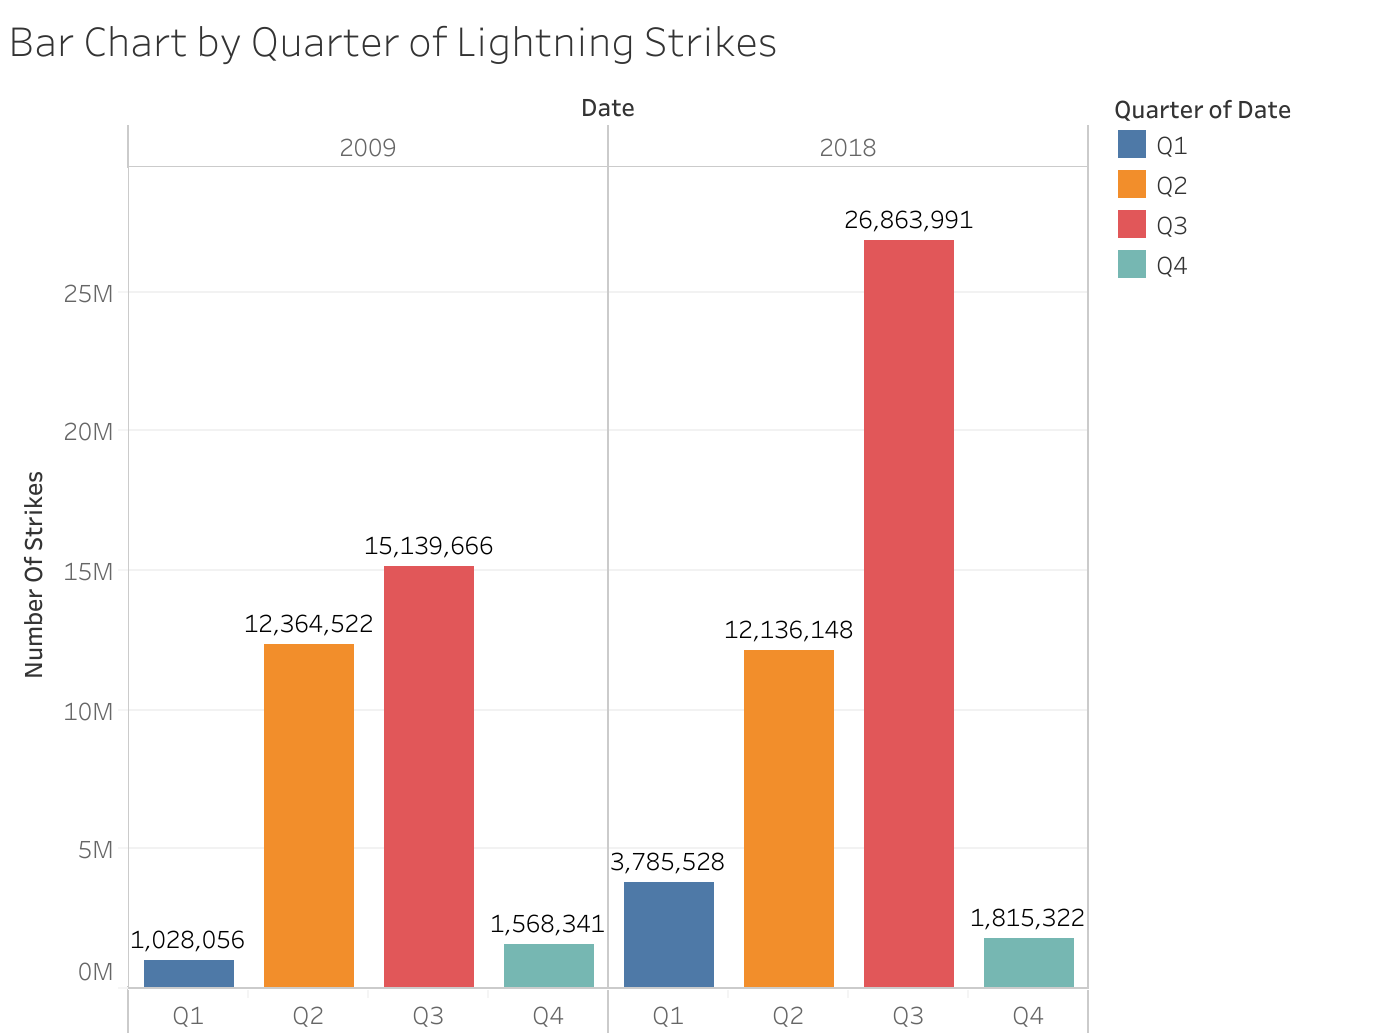 Bar Chart by Quarter of Lightning Strikes
Date
Quarter of Date
2009 2018
Q1
Q2
Q3
Q4
Number Of Strikes
25M
20M
15M
10M
5M
0M
1,028,056
12,364,522
15,139,666
1,568,341
3,785,528
12,136,148
26,863,991
1,815,322
Q1 Q2 Q3 Q4 Q1 Q2 Q3 Q4